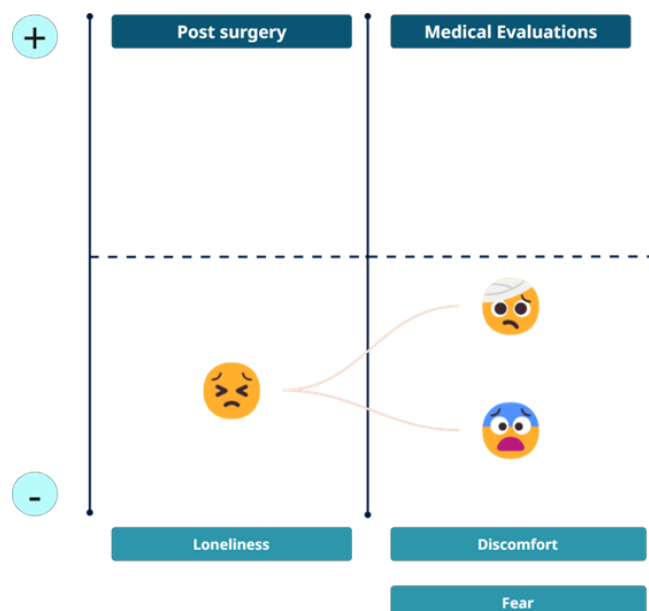 +
Post surgery
Medical Evaluations
-
Loneliness
Discomfort
Fear